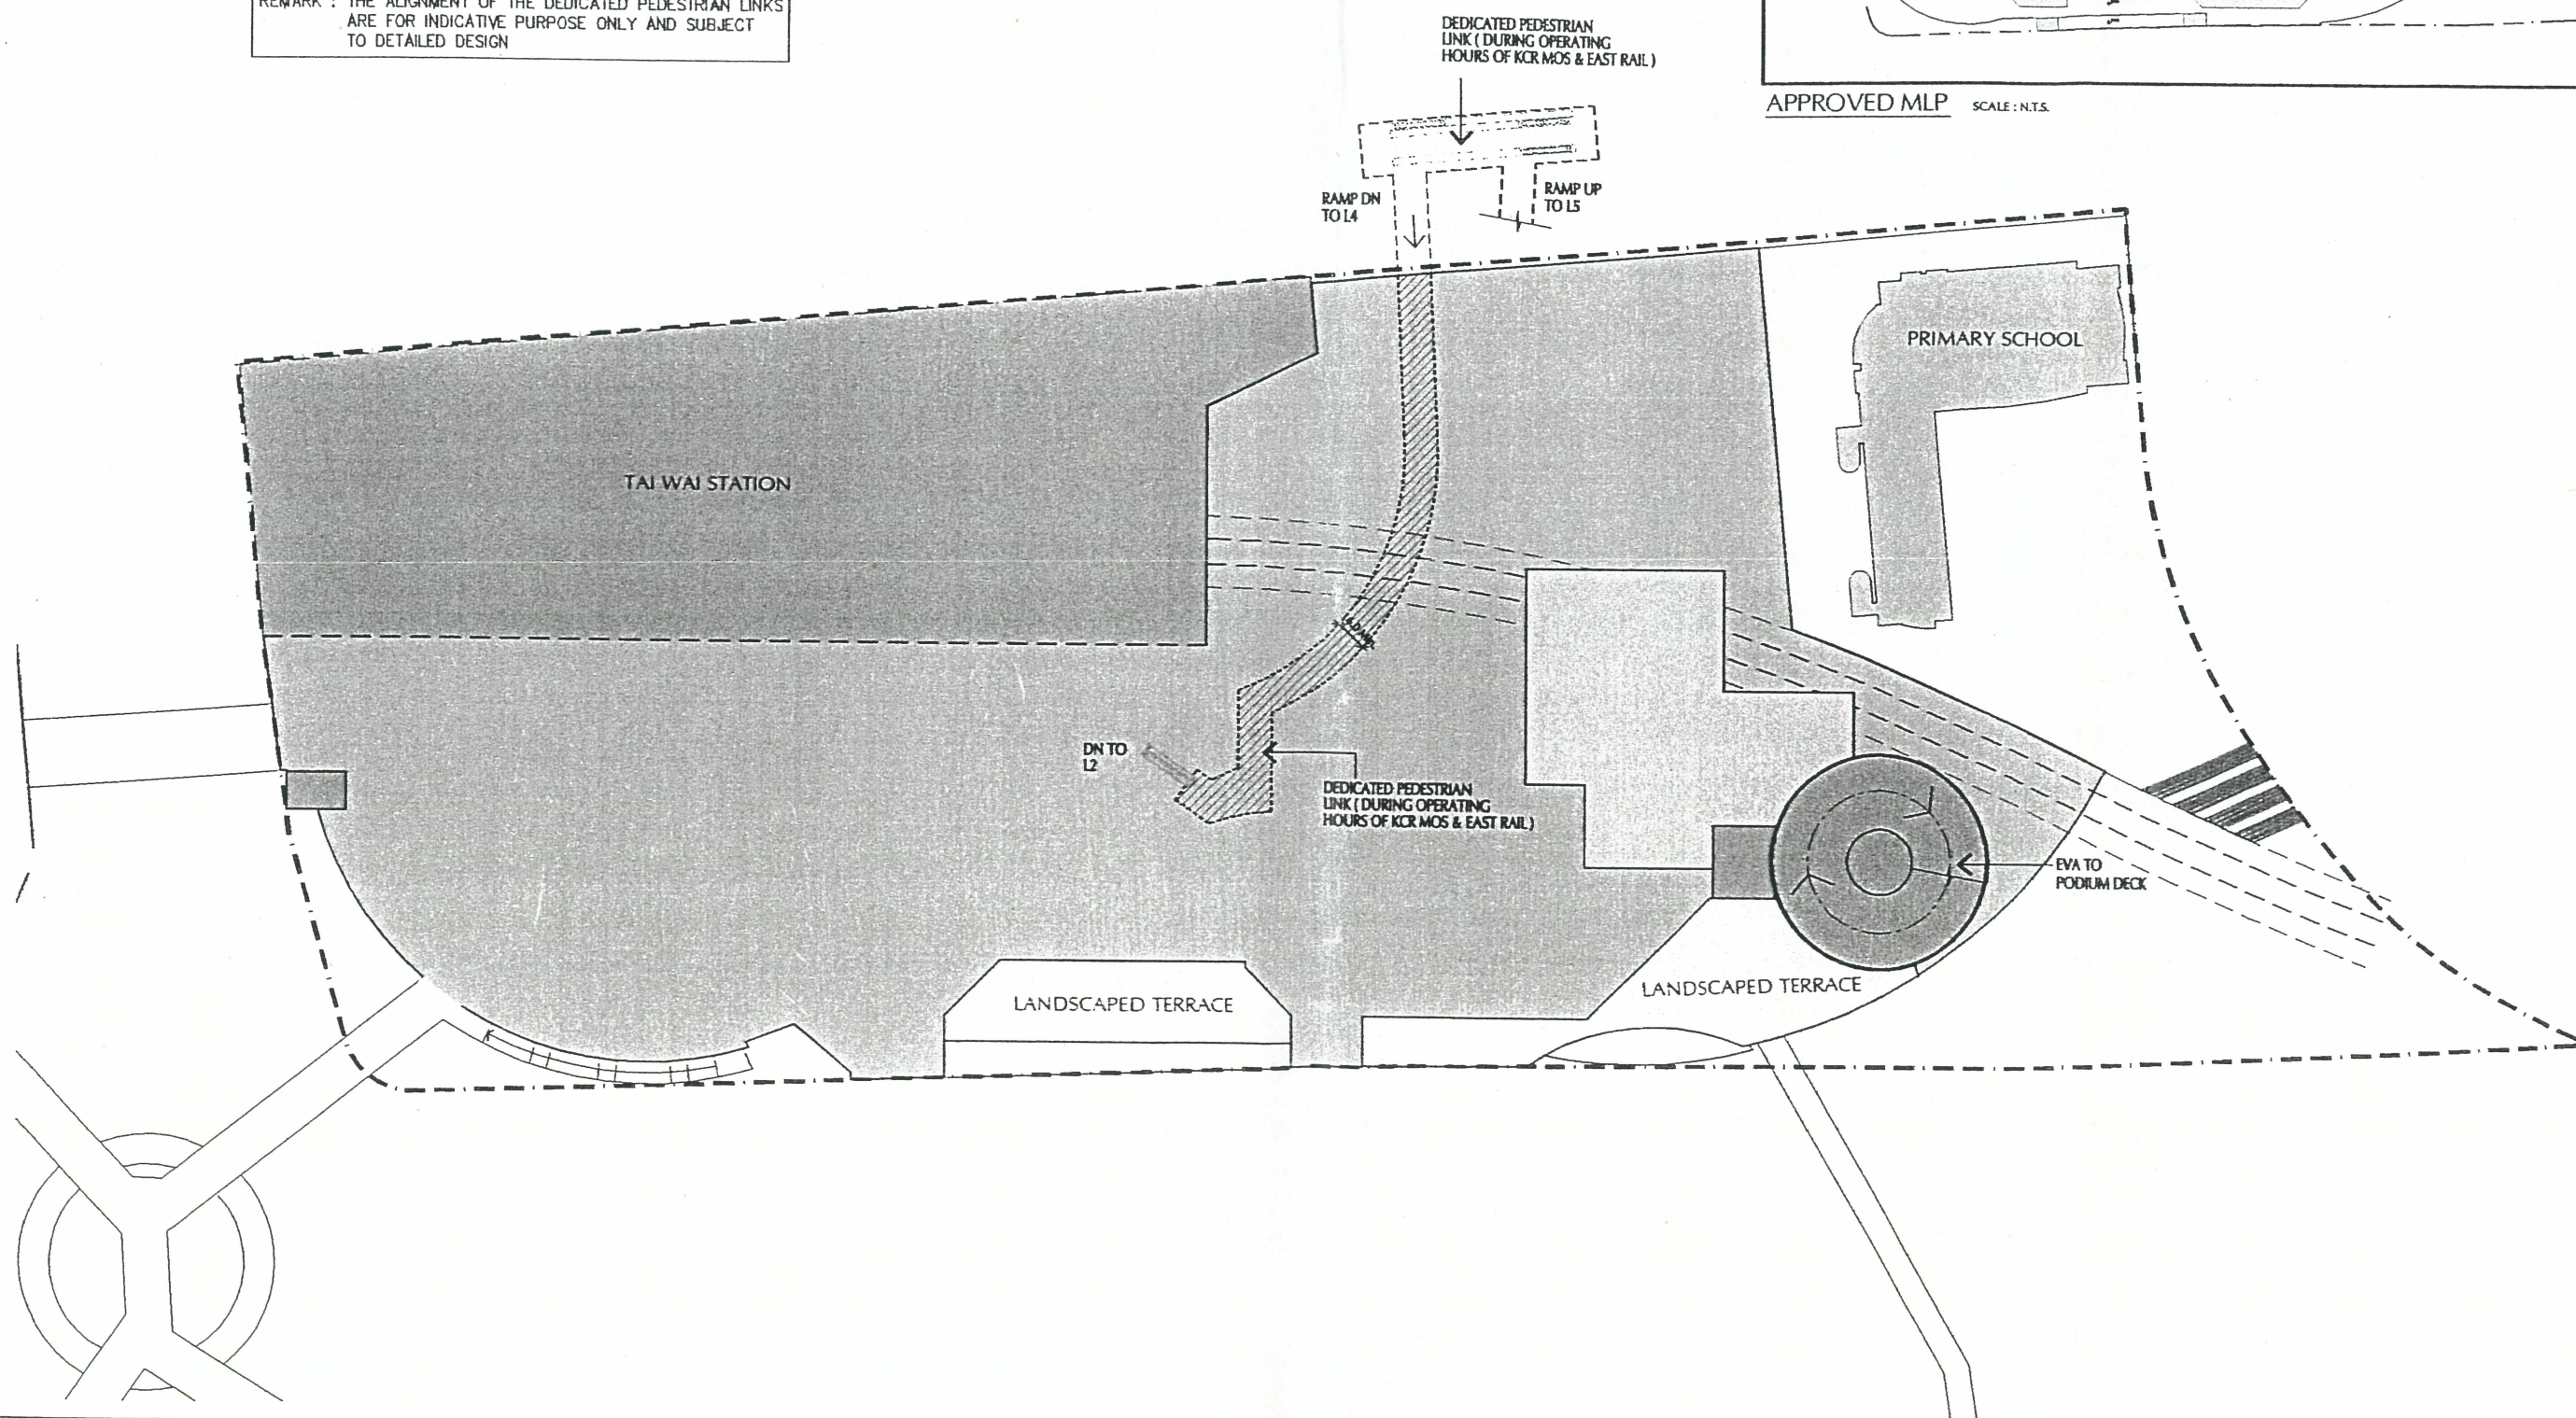 REMARK : THE ALIGNMENT OF THE DEDICATED PEDESTRIAN LINKS
ARE FOR INDICATIVE PURPOSE ONLY AND SUBJECT
TO DETAILED DESIGN
DEDICATED PEDESTRIAN
LINK ( DURING OPERATING
HOURS OF KCR MOS & EAST RAIL )
APPROVED MLP SCALE : N.T.S.
RAMP DN
TO L4
RAMP UP
TO L5
PRIMARY SCHOOL
TAI WAI STATION
DN TO
L2
DEDICATED PEDESTRIAN
LINK ( DURING OPERATING
HOURS OF KCR MOS & EAST RAIL )
EVA TO
PODIUM DECK
LANDSCAPED TERRACE
LANDSCAPED TERRACE